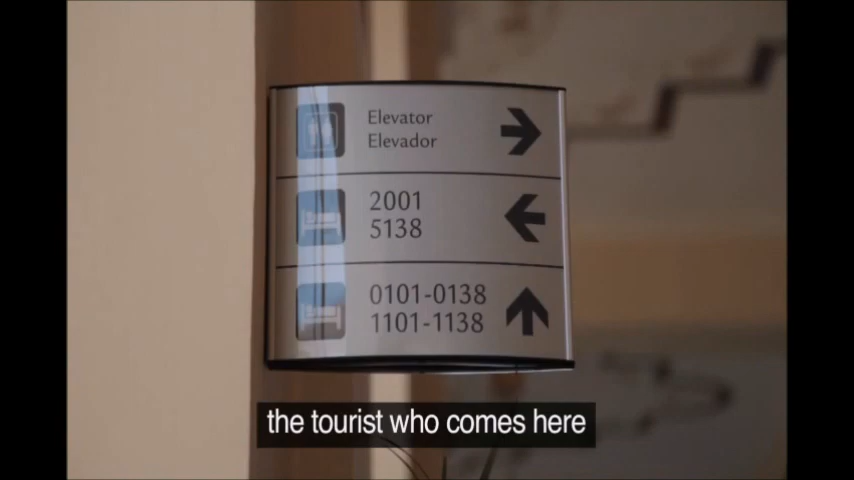 Elevator
Elevador
2001
5138
0101-0138
1101-1138
the tourist who comes here